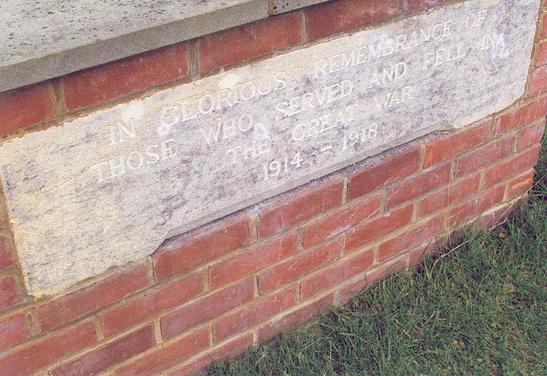 IN GLORIOUS REMEMBRANCE OF
THOSE WHO SERVED AND FELL IN
THE GREAT WAR
1914 - 1918